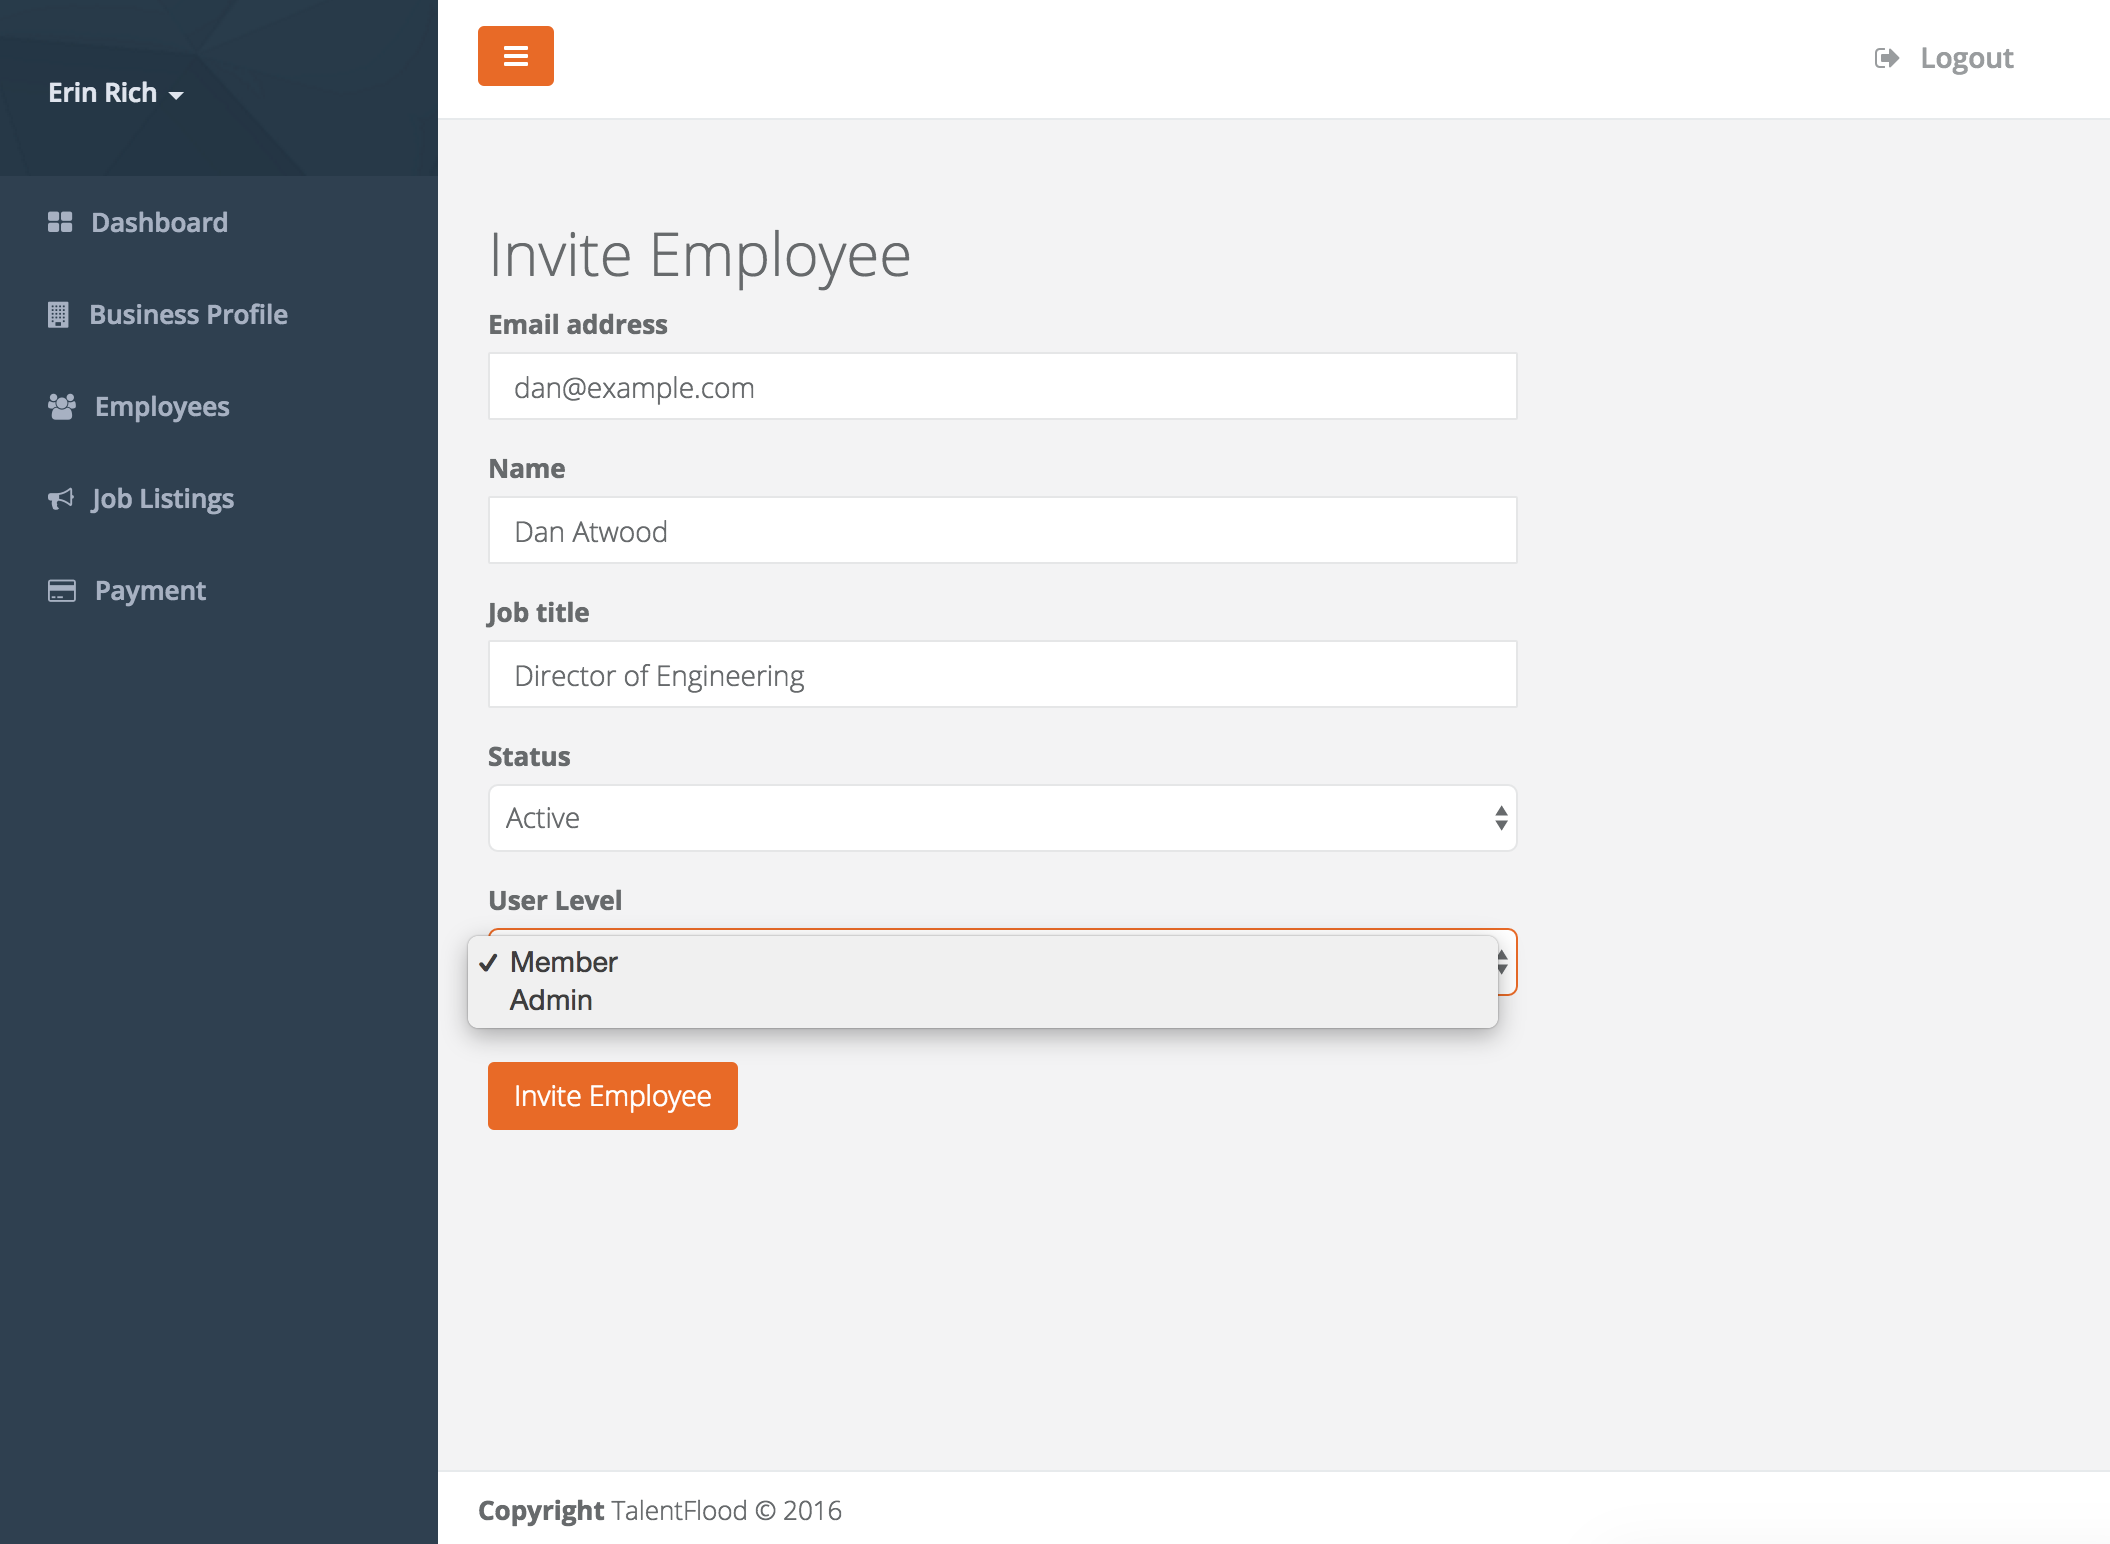 Erin Rich
Dashboard
Business Profile
Employees
Job Listings
Payment
Logout
Invite Employee
Email address
dan@example.com
Name
Dan Atwood
Job title
Director of Engineering
Status
Active
User Level
✓ Member
Admin
Invite Employee
Copyright TalentFlood © 2016